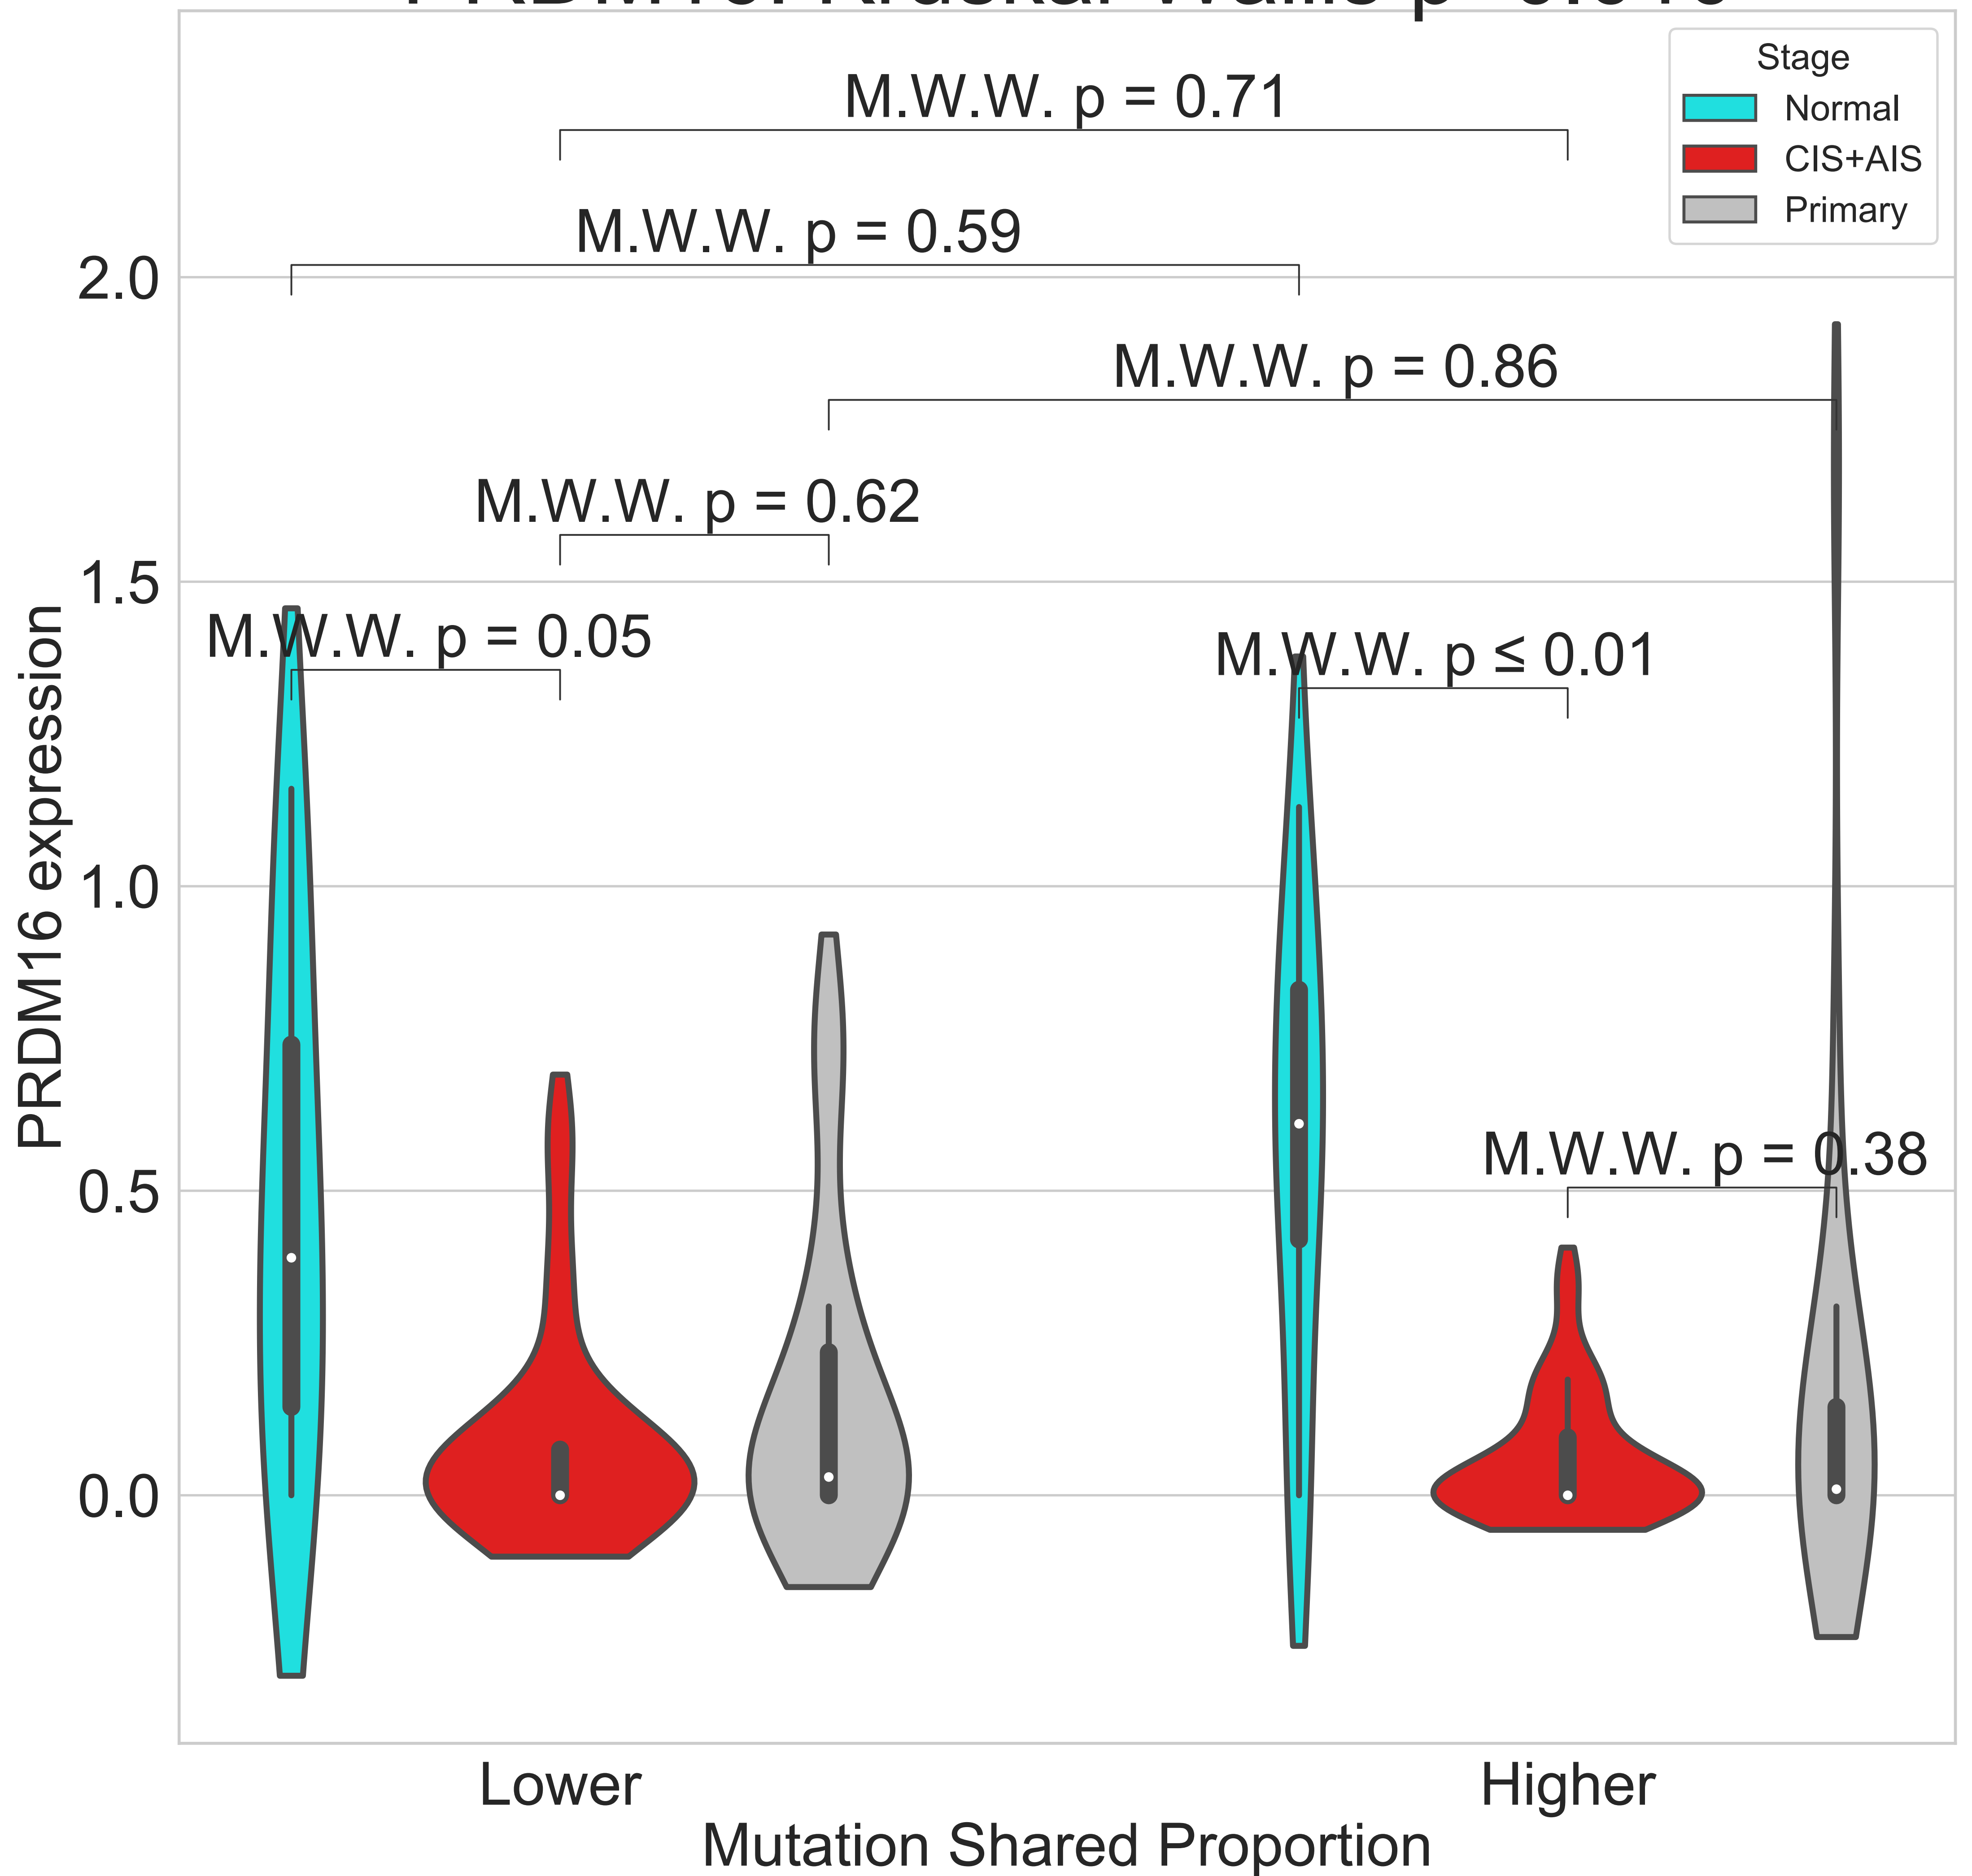 Stage
Normal
CIS+AIS
Primary
M.W.W. p = 0.71
M.W.W. p = 0.59
M.W.W. p = 0.86
M.W.W. p = 0.62
M.W.W. p = 0.05
M.W.W. p ≤ 0.01
M.W.W. p = 0.38
2.0
1.5
1.0
0.5
0.0
PRDM16 expression
Lower
Higher
Mutation Shared Proportion